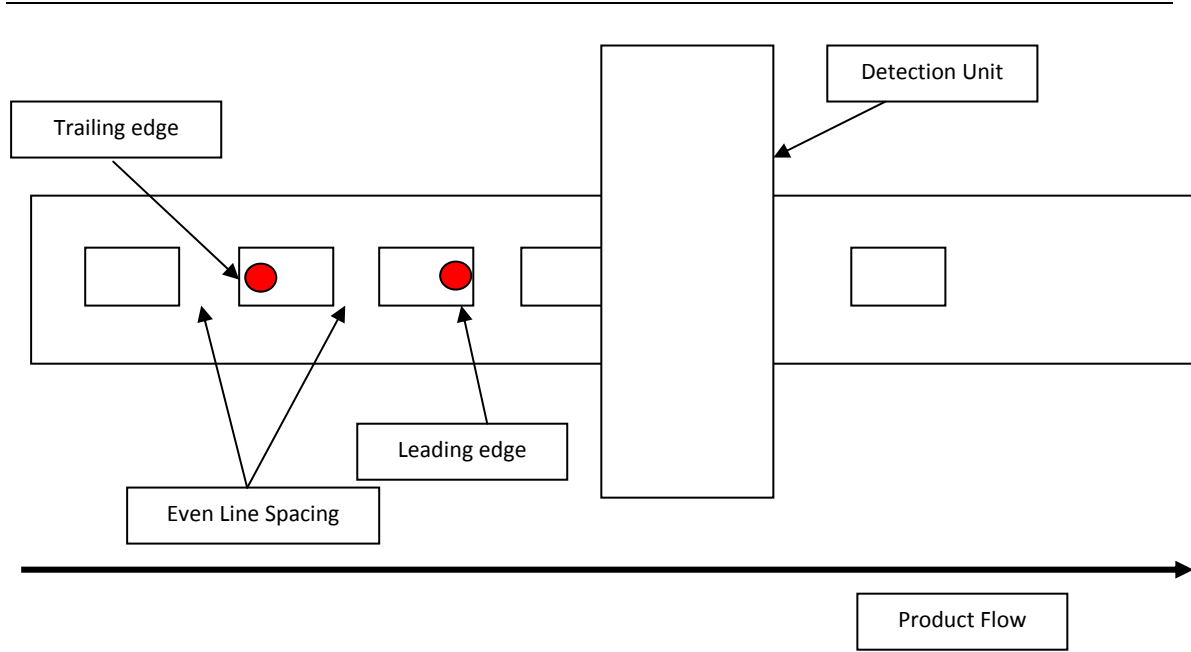 Detection Unit
Trailing edge
Leading edge
Even Line Spacing
Product Flow